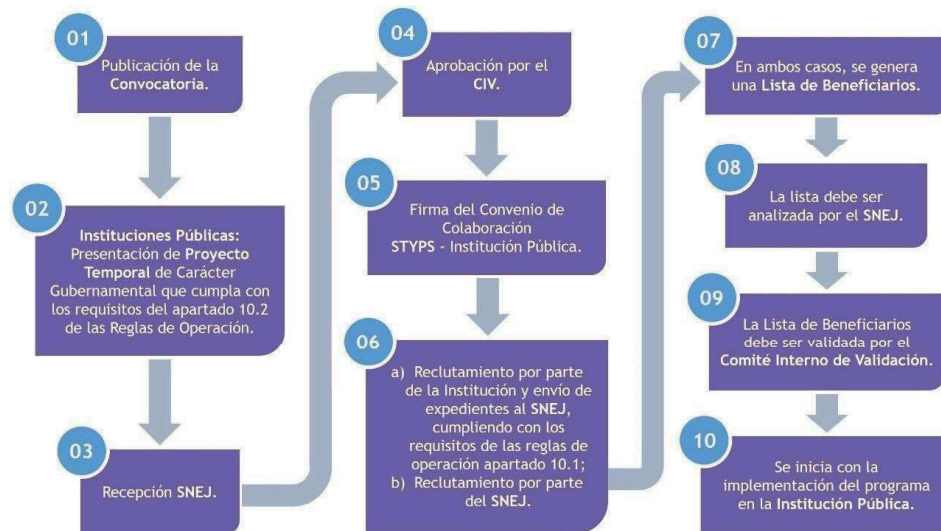 01
Publicación de la
Convocatoria.
02
Instituciones Públicas:
Presentación de Proyecto
Temporal de Carácter
Gubernamental que cumpla con
los requisitos del apartado 10.2
de las Reglas de Operación.
03
Recepción SNEJ.
04
Aprobación por el
CIV.
05
Firma del Convenio de
Colaboración
STYPS - Institución Pública.
06
a) Reclutamiento por parte
de la Institución y envío de
expedientes al SNEJ,
cumpliendo con los
requisitos de las reglas de
operación apartado 10.1;
b) Reclutamiento por parte
del SNEJ.
07
En ambos casos, se genera
una Lista de Beneficiarios.
08
La lista debe ser
analizada por el SNEJ.
09
La Lista de Beneficiarios
debe ser validada por el
Comité Interno de Validación.
10
Se inicia con la
implementación del programa
en la Institución Pública.